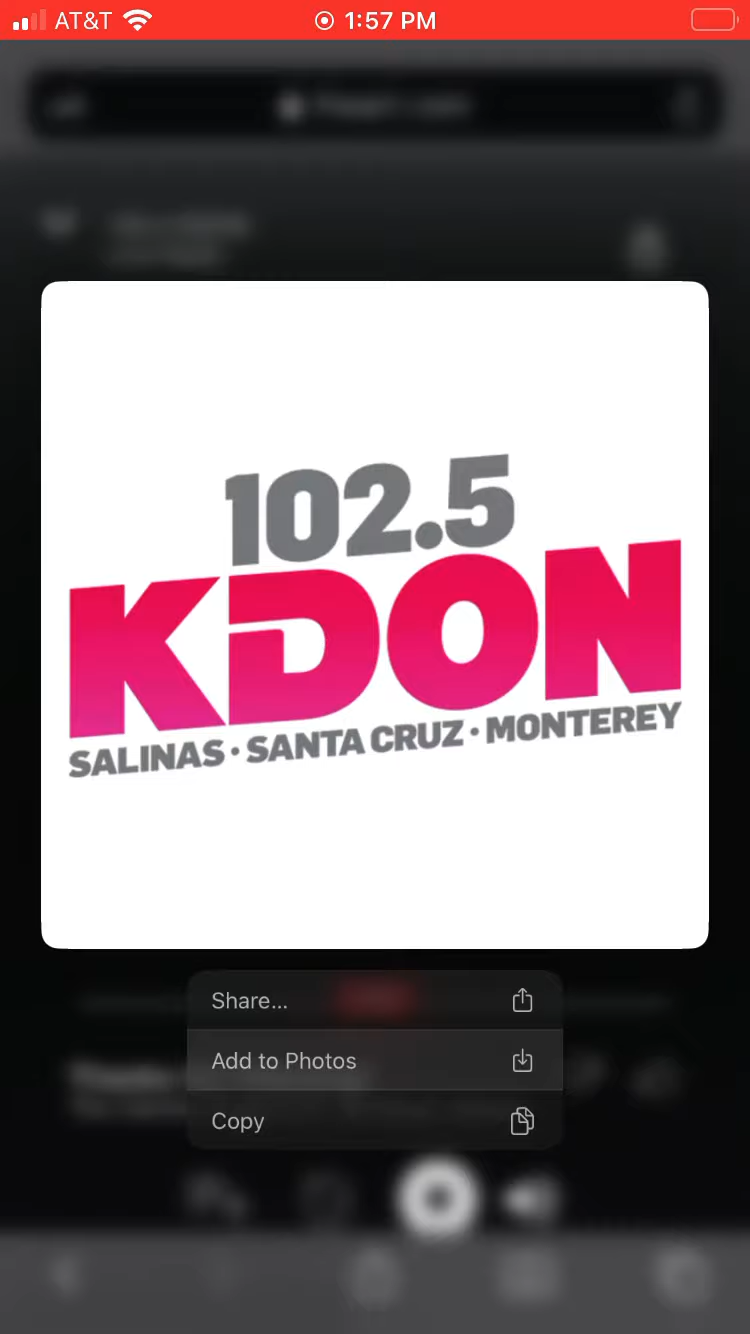 AT&T 1:57 PM
102.5
KDON
SALINAS • SANTA CRUZ • MONTEREY
Share...
Add to Photos
Copy